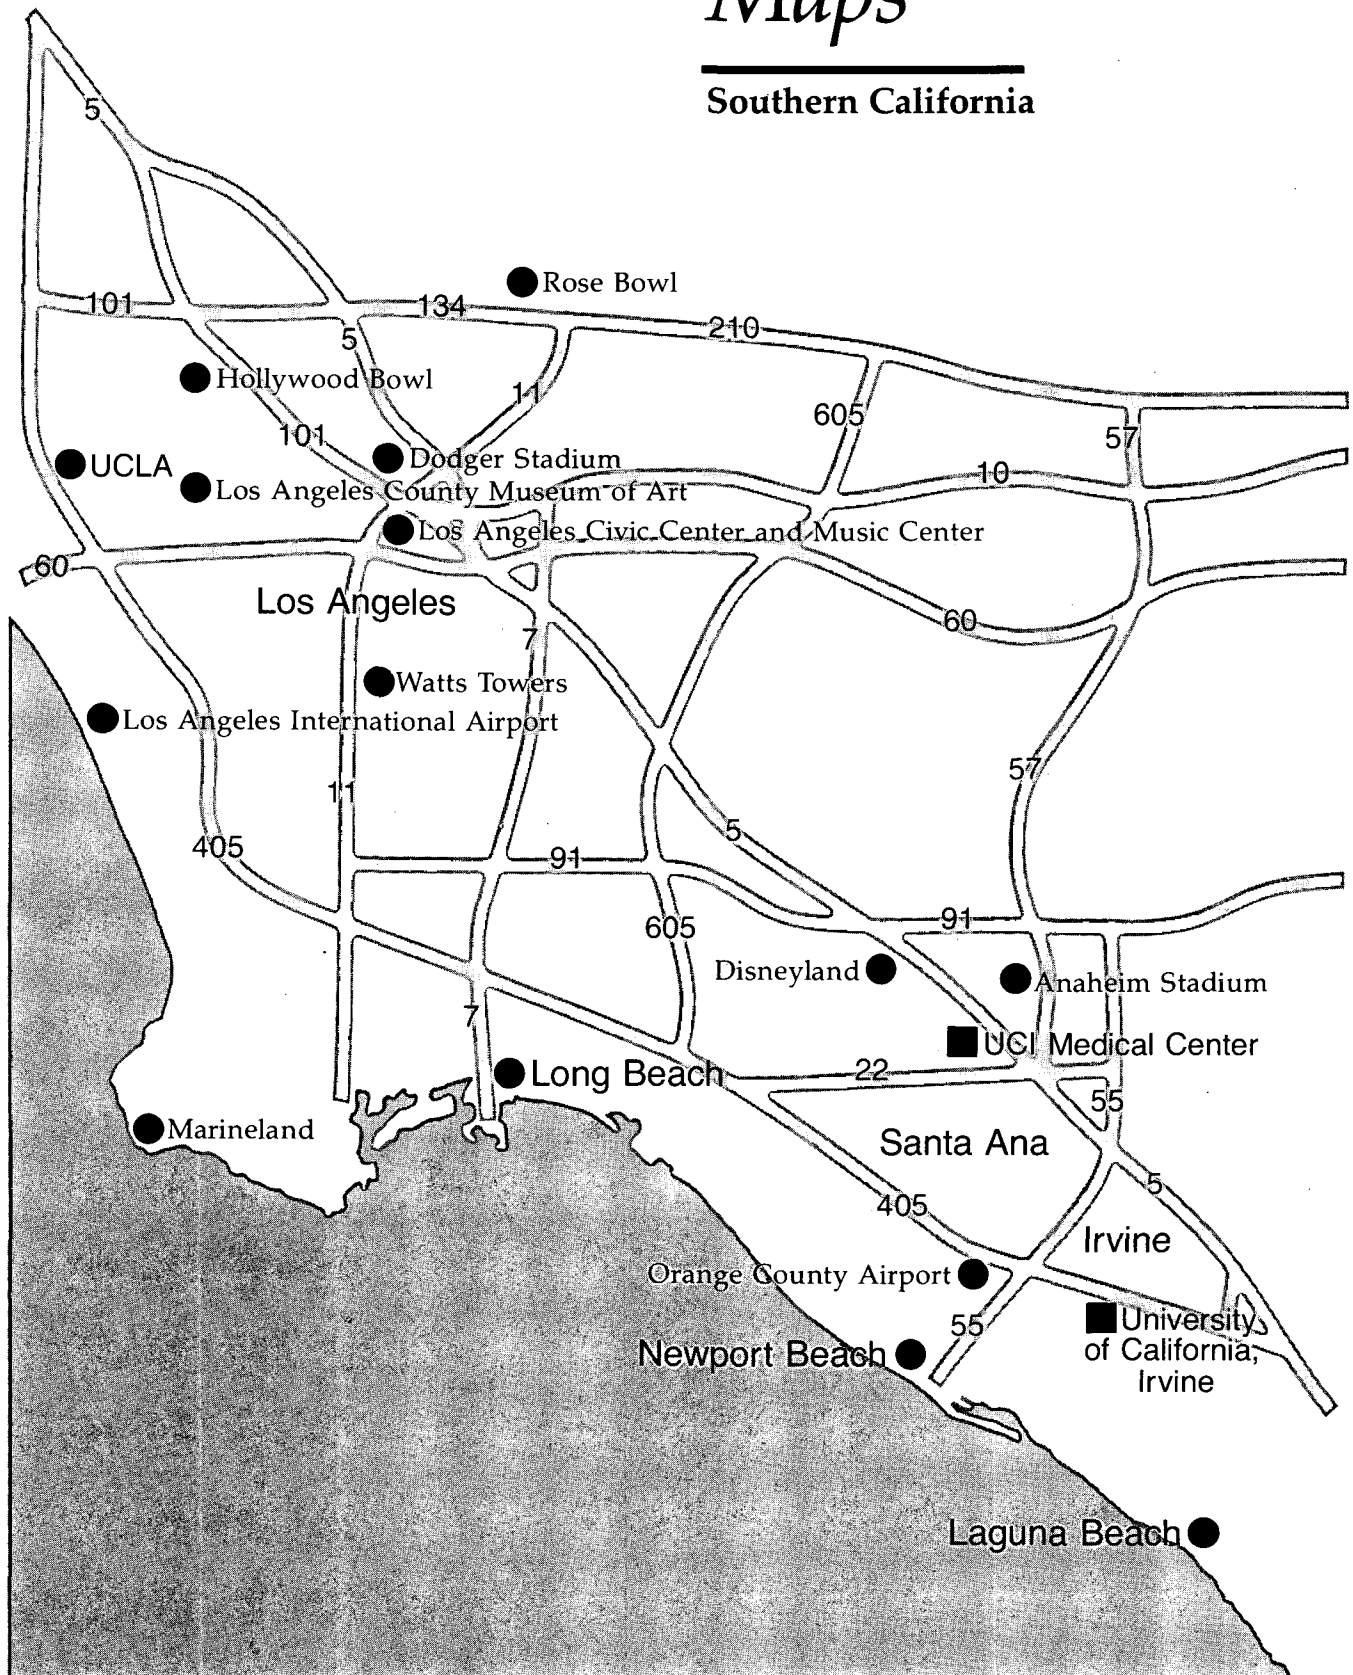 Maps
Southern California
5
Rose Bowl
101
134
210
5
Hollywood Bowl
11
605
57
101
Dodger Stadium
UCLA
10
Los Angeles County Museum of Art
Los Angeles Civic Center and Music Center
60
Los Angeles
60
7
Watts Towers
Los Angeles International Airport
57
11
5
405
91
605
91
Disneyland
Anaheim Stadium
7
UCI Medical Center
22
Long Beach
55
Marineland
Santa Ana
5
405
Irvine
Orange County Airport
55
University
of California,
Irvine
Newport Beach
Laguna Beach